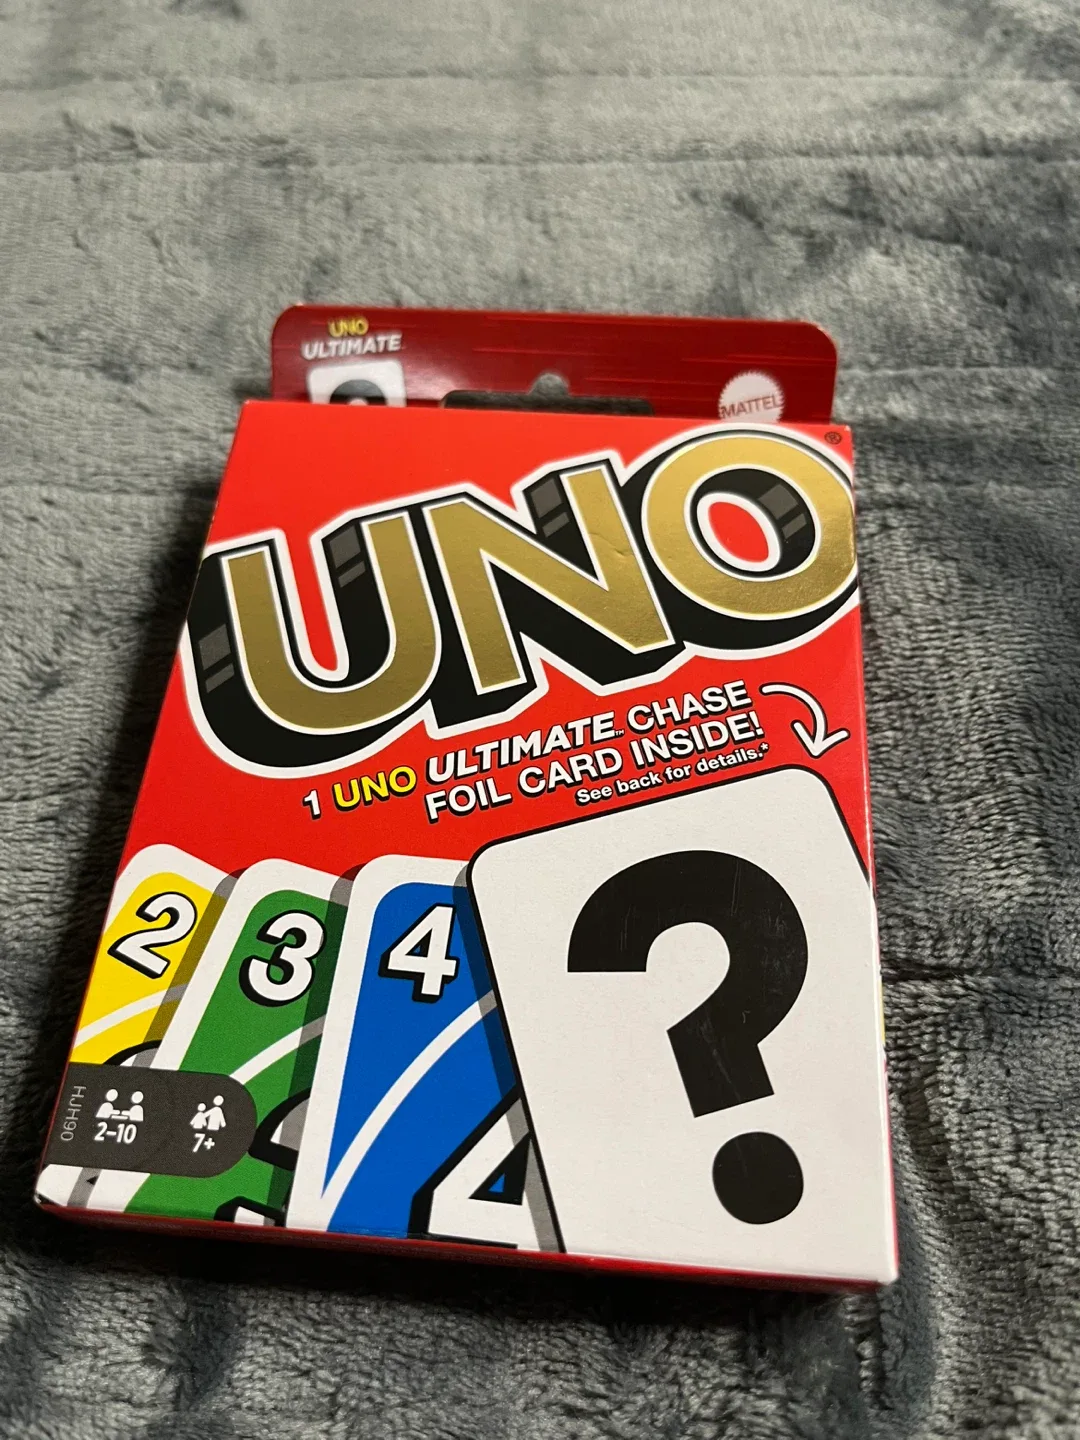 UNO
ULTIMATE
MATTEL
UNO®
1 UNO ULTIMATE™ CHASE
FOIL CARD INSIDE!
See back for details.*
2
3
4
?
HJH90
2-10
7+